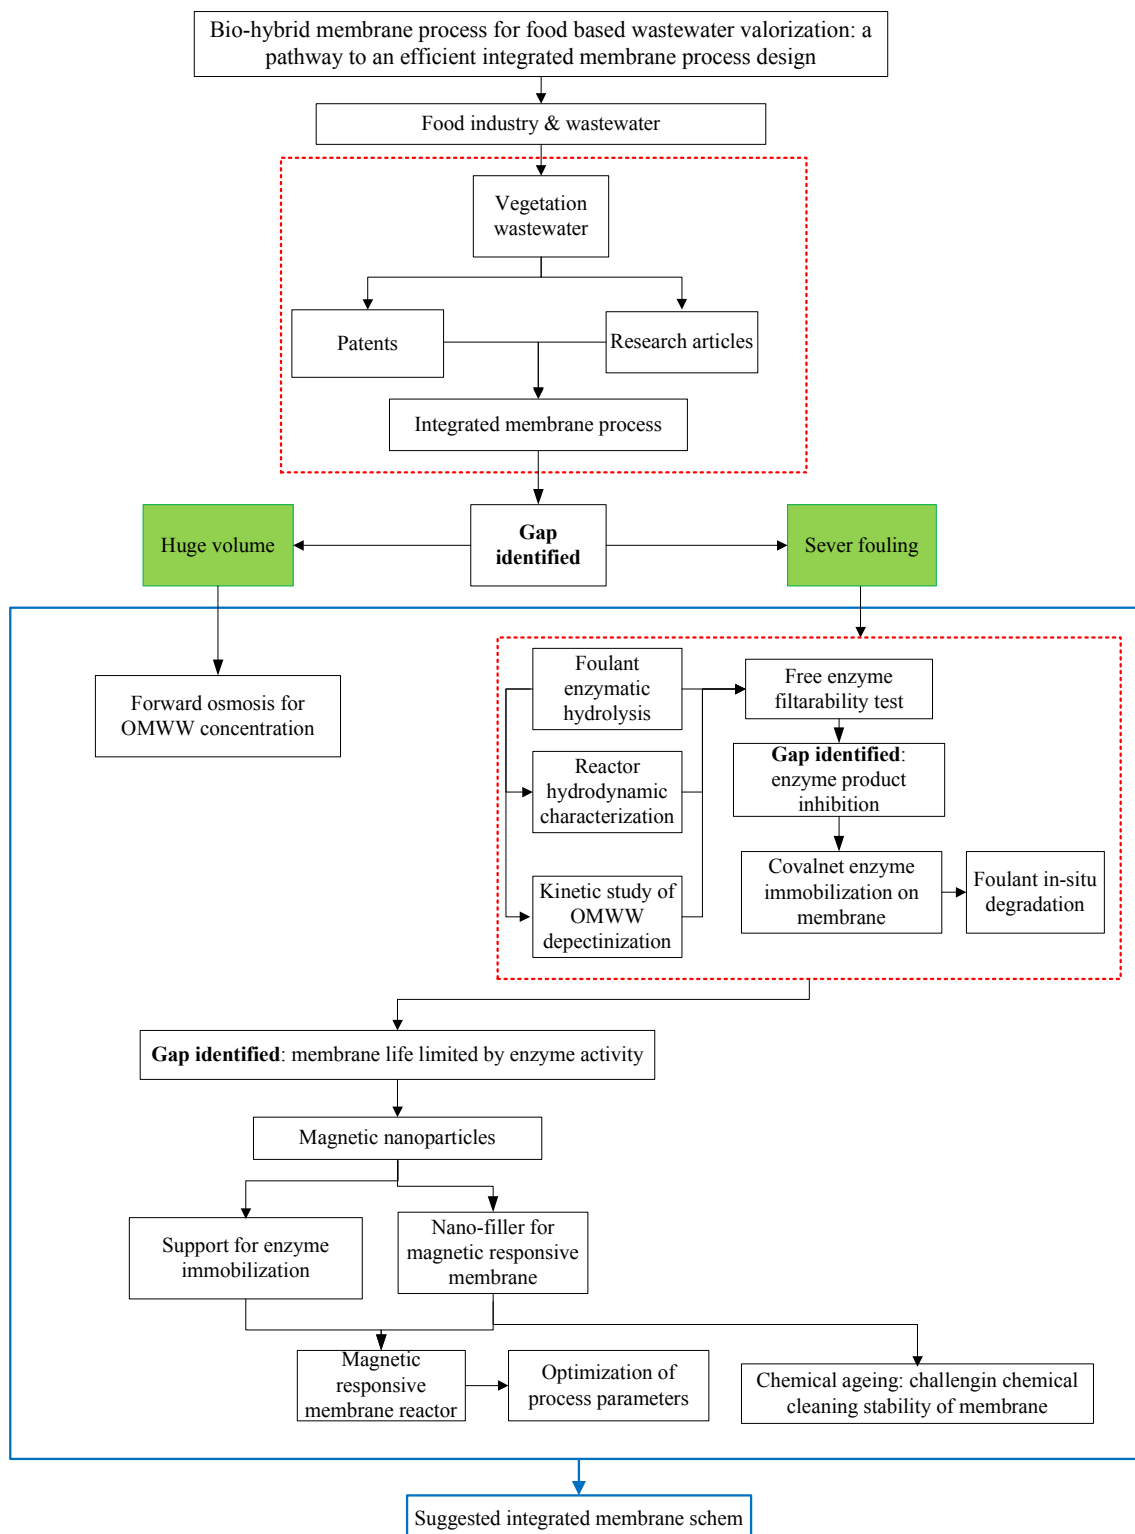 Bio-hybrid membrane process for food based wastewater valorization: a
pathway to an efficient integrated membrane process design
Food industry & wastewater
Vegetation
wastewater
Patents
Research articles
Integrated membrane process
Huge volume
Gap
identified
Sever fouling
Forward osmosis for
OMWW concentration
Foulant
enzymatic
hydrolysis
Free enzyme
filtarability test
Reactor
hydrodynamic
characterization
Gap identified:
enzyme product
inhibition
Kinetic study of
OMWW
depectinization
Covalnet enzyme
immobilization on
membrane
Foulant in-situ
degradation
Gap identified: membrane life limited by enzyme activity
Magnetic nanoparticles
Support for enzyme
immobilization
Nano-filler for
magnetic responsive
membrane
Magnetic
responsive
membrane reactor
Optimization of
process parameters
Chemical ageing: challengin chemical
cleaning stability of membrane
Suggested integrated membrane schem